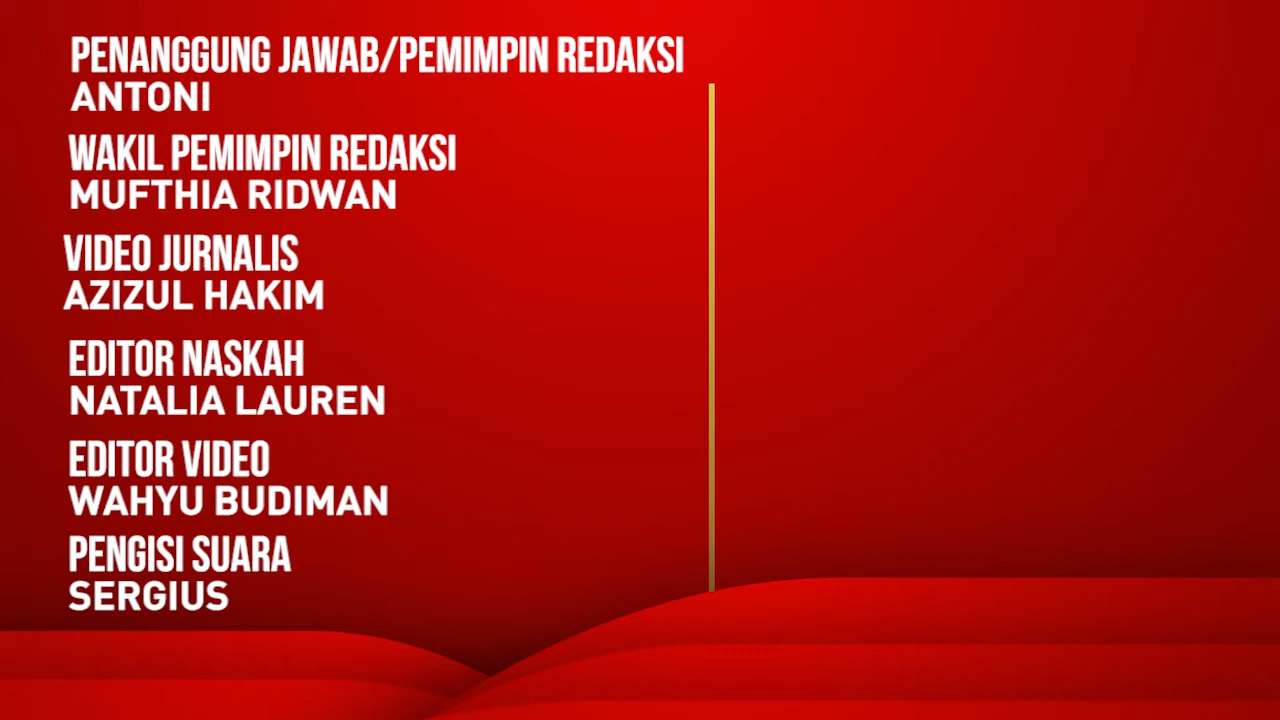 PENANGGUNG JAWAB/PEMIMPIN REDAKSI
ANTONI
WAKIL PEMIMPIN REDAKSI
MUFTHIA RIDWAN
VIDEO JURNALIS
AZIZUL HAKIM
EDITOR NASKAH
NATALIA LAUREN
EDITOR VIDEO
WAHYU BUDIMAN
PENGISI SUARA
SERGIUS